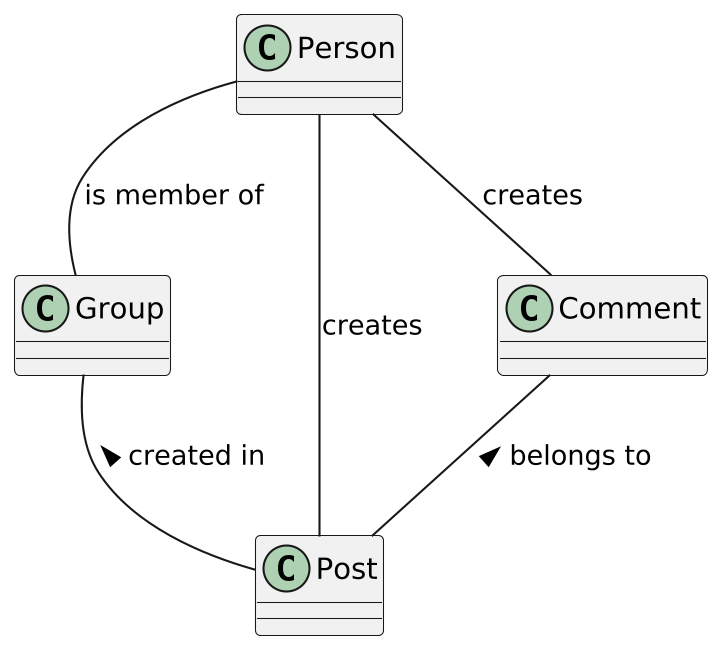 C Person
is member of
creates
C Group
creates
C Comment
created in
belongs to
C Post